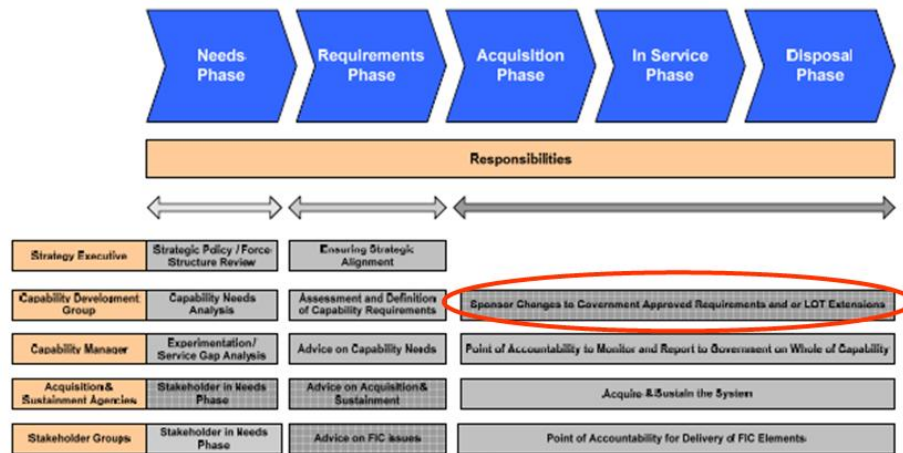 Needs
Phase
Requirements
Phase
Acquisition
Phase
In Service
Phase
Disposal
Phase
Responsibilities
Strategy Executive
Strategic Policy / Force
Structure Review
Ensuring Strategic
Alignment
Capability Development
Group
Capability Needs
Analysis
Assessment and Definition
of Capability Requirements
Sponsor Changes to Government Approved Requirements and or LOT Extensions
Capability Manager
Experimentation/
Service Gap Analysis
Advice on Capability Needs
Point of Accountability to Monitor and Report to Government on Whole of Capability
Acquisition &
Sustainment Agencies
Stakeholder in Needs
Phase
Advice on Acquisition &
Sustainment
Acquire & Sustain the System
Stakeholder Groups
Stakeholder in Needs
Phase
Advice on FIC issues
Point of Accountability for Delivery of FIC Elements